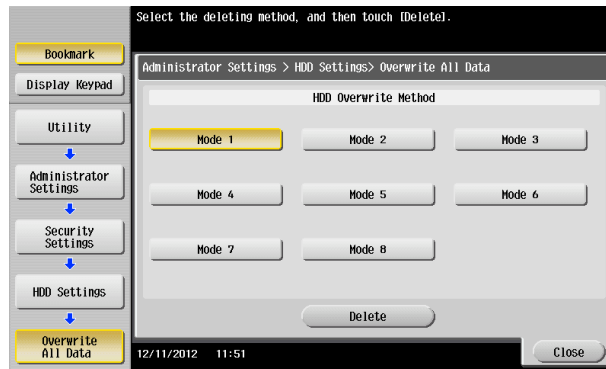 Select the deleting method, and then touch [Delete].
Bookmark
Display Keypad
Utility
Administrator
Settings
Security
Settings
HDD Settings
Overwrite
All Data
Administrator Settings > HDD Settings> Overwrite All Data
HDD Overwrite Method
Mode 1
Mode 2
Mode 3
Mode 4
Mode 5
Mode 6
Mode 7
Mode 8
Delete
12/11/2012 11:51
Close